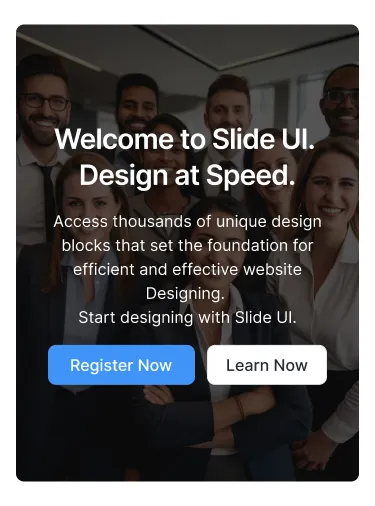 Welcome to Slide UI.
Design at Speed.
Access thousands of unique design
blocks that set the foundation for
efficient and effective website
Designing.
Start designing with Slide UI.
Register Now
Learn Now